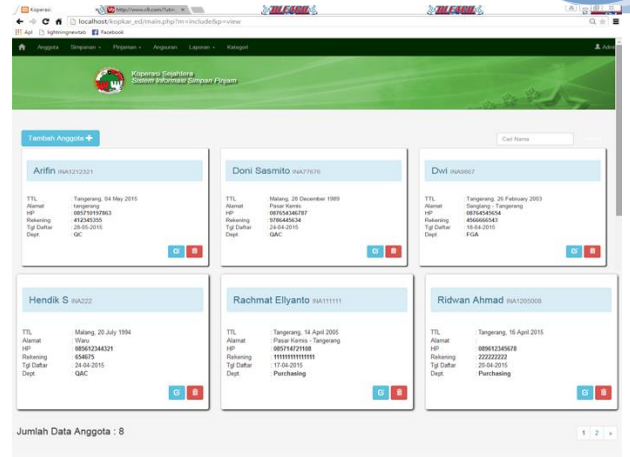 Koperasi
localhost/kopkar_ed/main.php?m=include&p=view
Apl lightningnewtab Facebook
Anggota Simpanan Pinjaman Angsuran Laporan Kategori
Koperasi Sejahtera
Sistem Informasi Simpan Pinjam
Tambah Anggota +
Cari Nama
Arifin INA1212321
TTL Tangerang, 04 May 2015
Alamat tangerang
HP 085710197863
Rekening 412345355
Tgl Daftar 28-05-2015
Dept QC
Doni Sasmito INA77676
TTL Malang, 28 December 1989
Alamat Pasar Kemis
HP 087654346787
Rekening 9786445634
Tgl Daftar 24-04-2015
Dept QAC
Dwi INA9867
TTL Tangerang, 26 February 2003
Alamat Sangiang - Tangerang
HP 08764545654
Rekening 4566666543
Tgl Daftar 18-04-2015
Dept FGA
Hendik S INA222
TTL Malang, 20 July 1994
Alamat Waru
HP 085612344321
Rekening 654675
Tgl Daftar 24-04-2015
Dept QAC
Rachmat Ellyanto INA111111
TTL Tangerang, 14 April 2005
Alamat Pasar Kemis - Tangerang
HP 085714721108
Rekening 1111111111111111
Tgl Daftar 17-04-2015
Dept Purchasing
Ridwan Ahmad INA1205008
TTL Tangerang, 16 April 2015
Alamat
HP 089612345678
Rekening 222222222
Tgl Daftar 20-04-2015
Dept Purchasing
Jumlah Data Anggota : 8
1 2 »